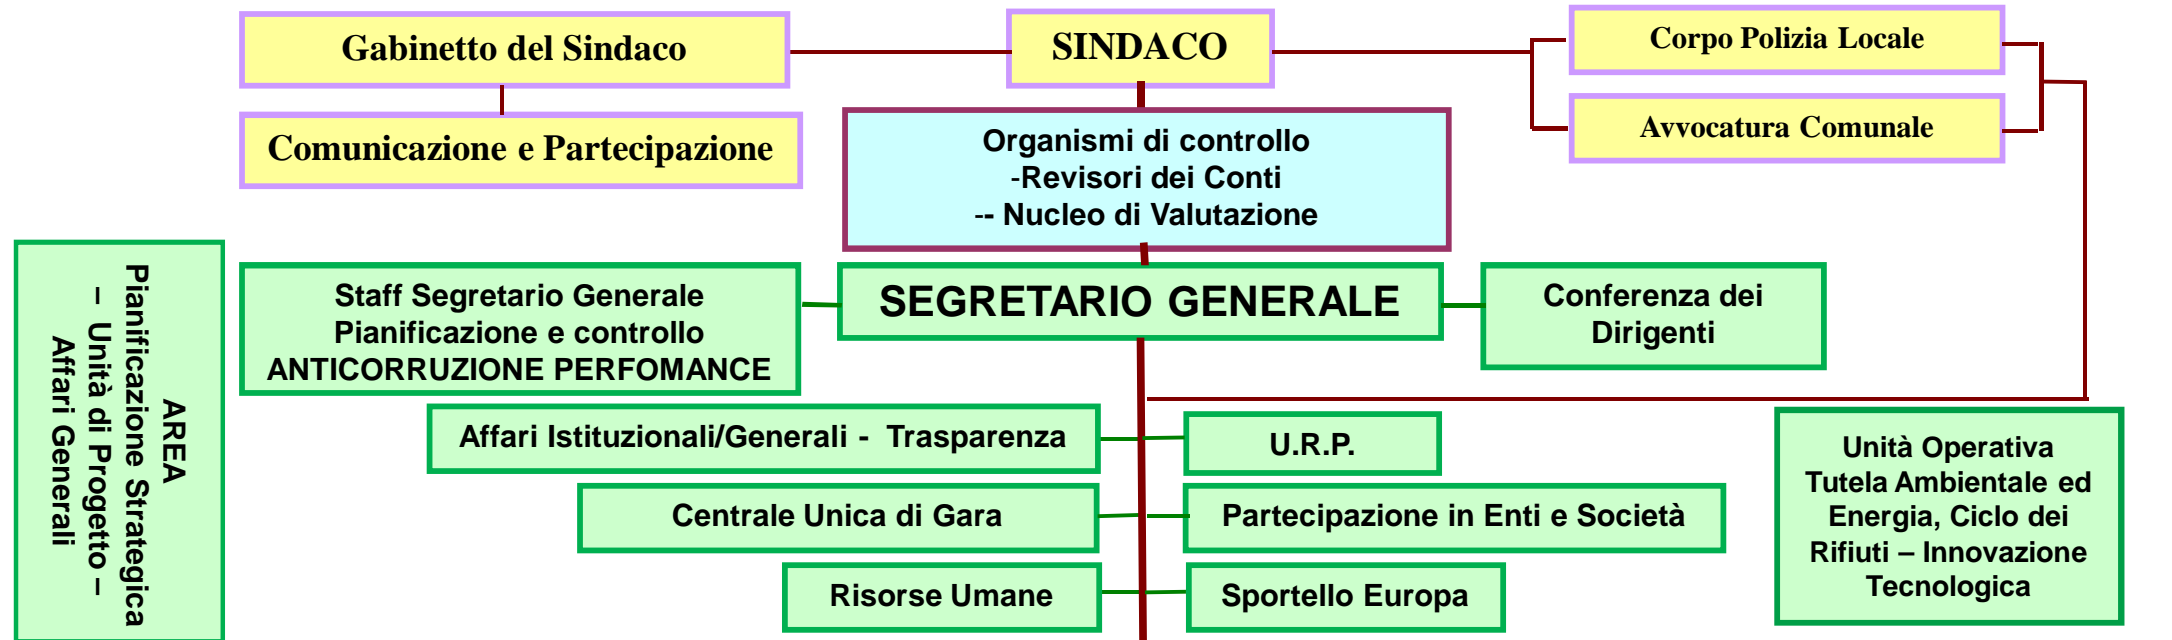 Gabinetto del Sindaco
SINDACO
Corpo Polizia Locale
Comunicazione e Partecipazione
Avvocatura Comunale
Organismi di controllo
-Revisori dei Conti
-- Nucleo di Valutazione
AREA
Pianificazione Strategica
– Unità di Progetto –
Affari Generali
Staff Segretario Generale
Pianificazione e controllo
ANTICORRUZIONE PERFOMANCE
SEGRETARIO GENERALE
Conferenza dei
Dirigenti
Affari Istituzionali/Generali - Trasparenza
U.R.P.
Centrale Unica di Gara
Partecipazione in Enti e Società
Risorse Umane
Sportello Europa
Unità Operativa
Tutela Ambientale ed
Energia, Ciclo dei
Rifiuti – Innovazione
Tecnologica